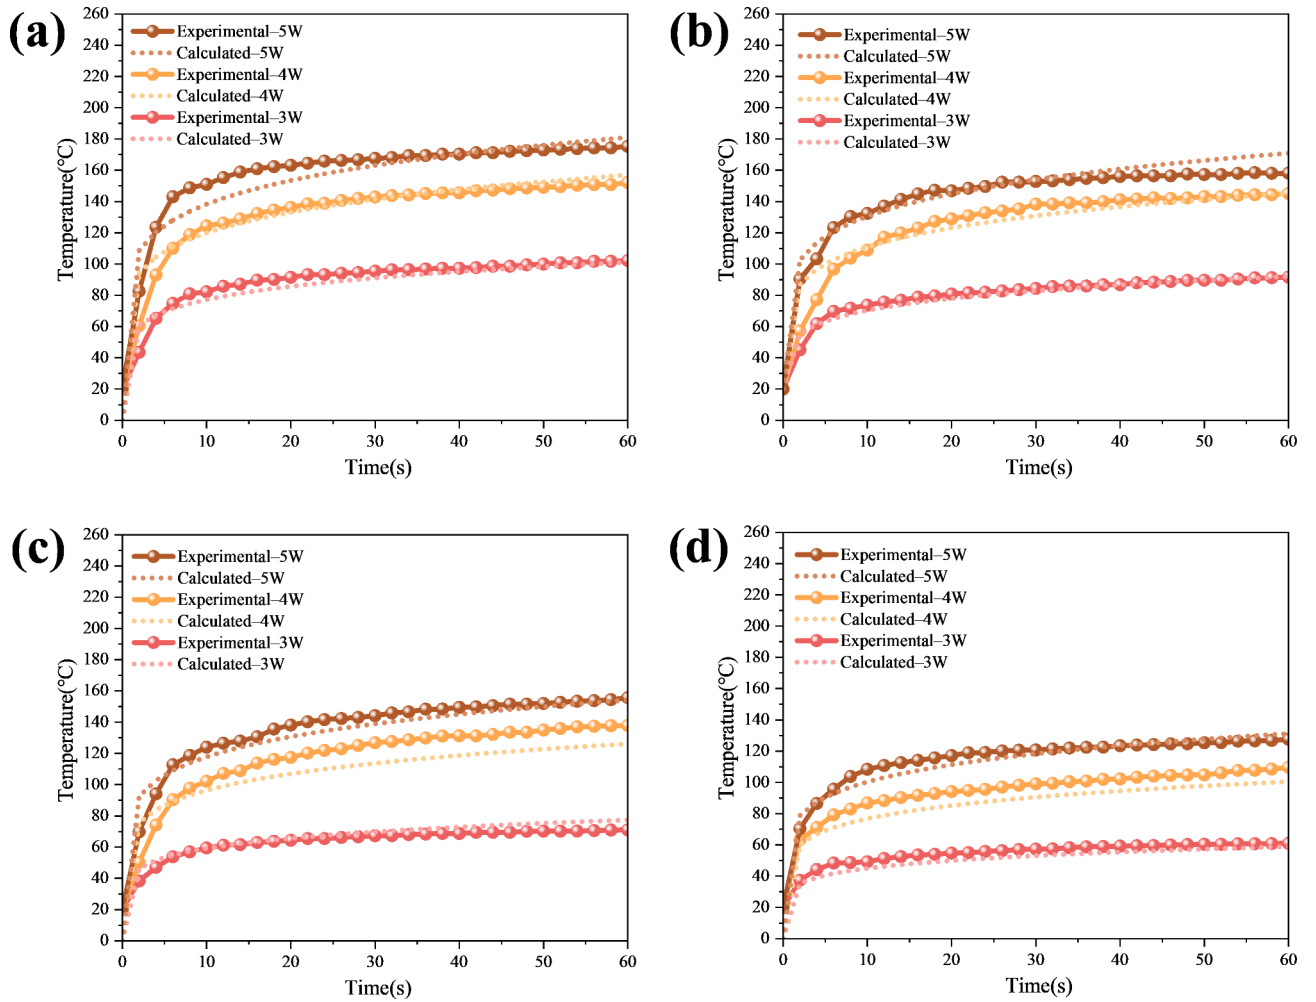 (a)
260
240
220
200
180
160
140
120
100
80
60
40
20
0
Temperature(℃)
Experimental–5W
Calculated–5W
Experimental–4W
Calculated–4W
Experimental–3W
Calculated–3W
0 10 20 30 40 50 60
Time(s)
(b)
260
240
220
200
180
160
140
120
100
80
60
40
20
0
Temperature(℃)
Experimental–5W
Calculated–5W
Experimental–4W
Calculated–4W
Experimental–3W
Calculated–3W
0 10 20 30 40 50 60
Time(s)
(c)
260
240
220
200
180
160
140
120
100
80
60
40
20
0
Temperature(℃)
Experimental–5W
Calculated–5W
Experimental–4W
Calculated–4W
Experimental–3W
Calculated–3W
0 10 20 30 40 50 60
Time(s)
(d)
260
240
220
200
180
160
140
120
100
80
60
40
20
0
Temperature(℃)
Experimental–5W
Calculated–5W
Experimental–4W
Calculated–4W
Experimental–3W
Calculated–3W
0 10 20 30 40 50 60
Time(s)